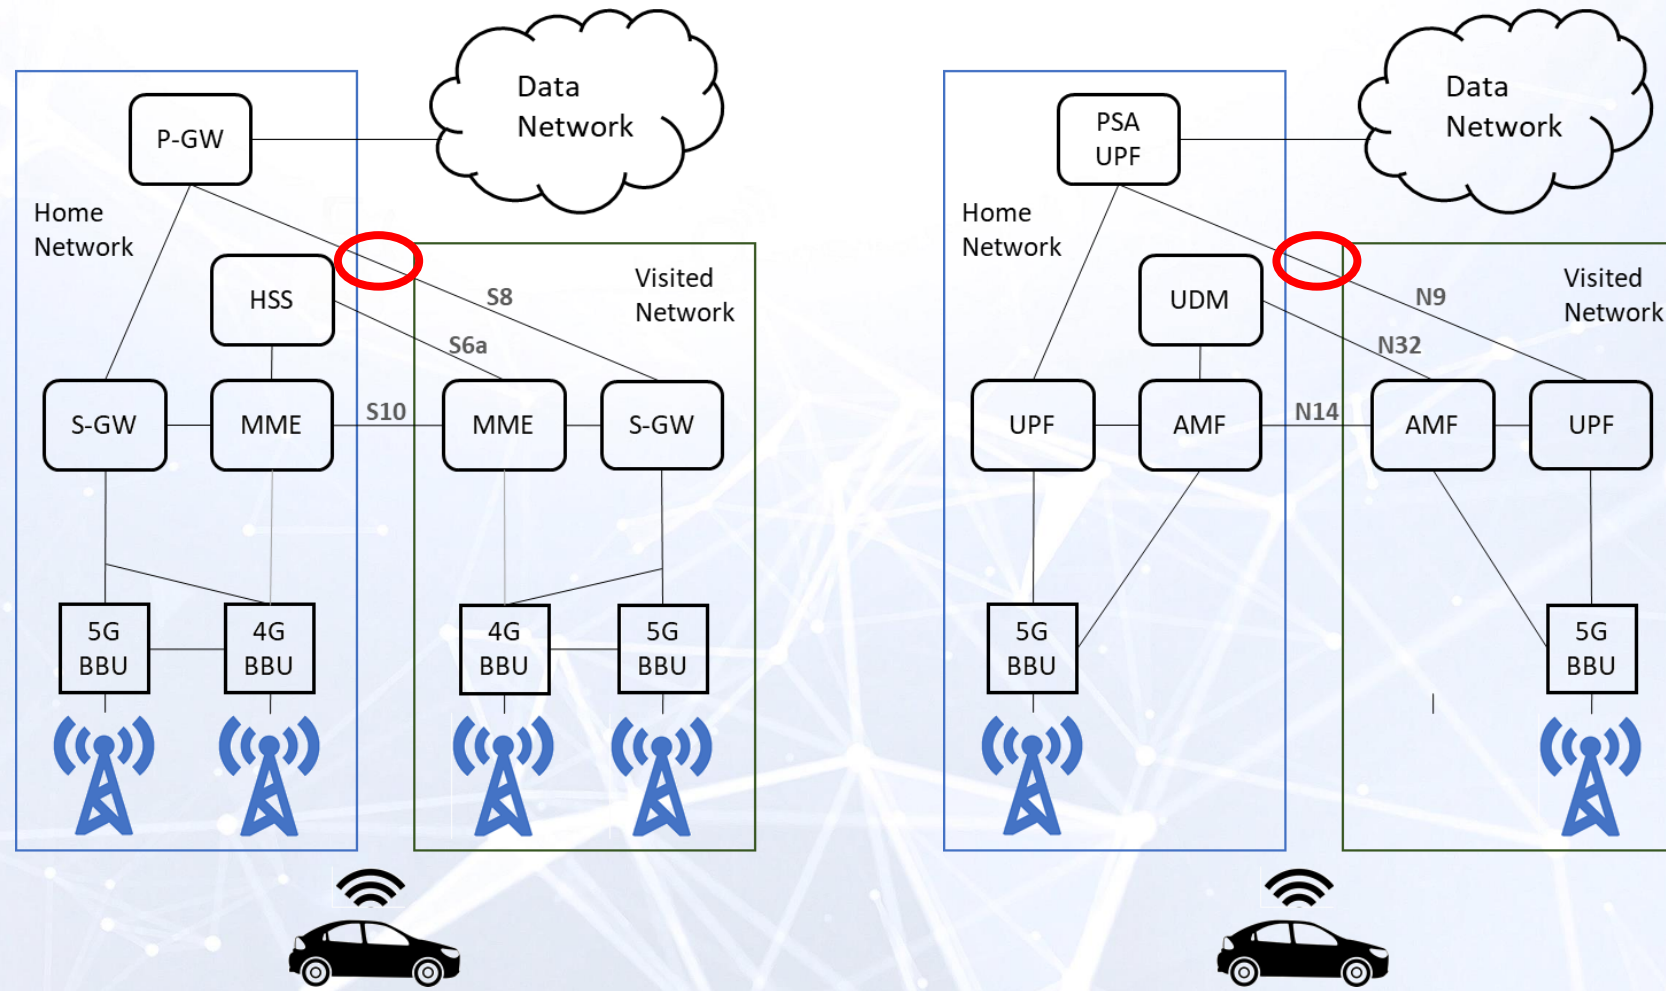 Data
Network
P-GW
Home
Network
HSS
Visited
Network
S8
S6a
S-GW
MME
S10
MME
S-GW
5G
BBU
4G
BBU
4G
BBU
5G
BBU
Data
Network
PSA
UPF
Home
Network
UDM
Visited
Network
N9
N32
UPF
AMF
N14
AMF
UPF
5G
BBU
5G
BBU